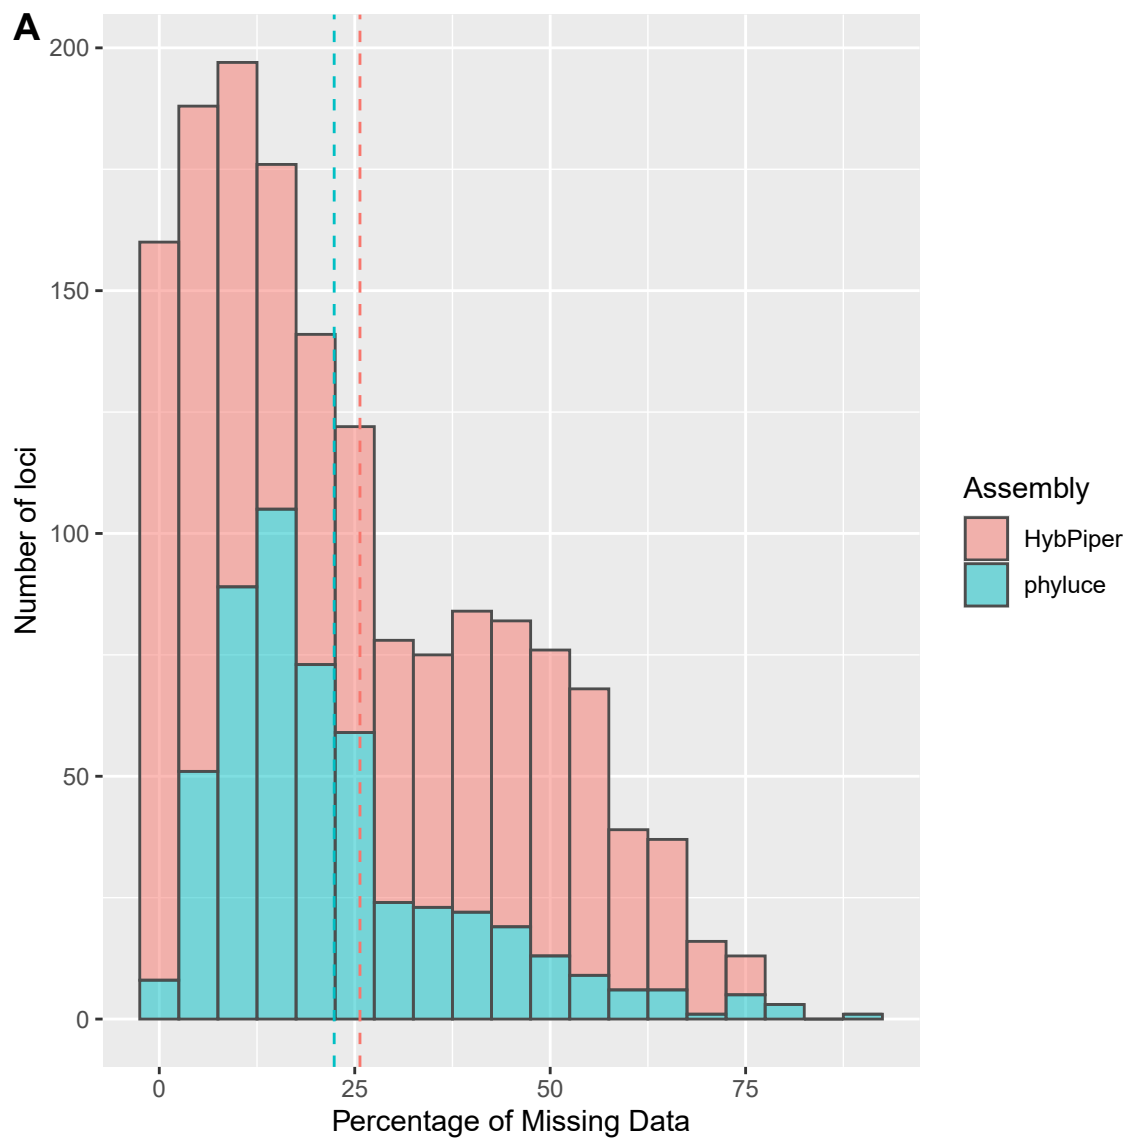 A
200
150
100
50
0
Number of loci
0 25 50 75
Percentage of Missing Data
Assembly
HybPiper
phyluce